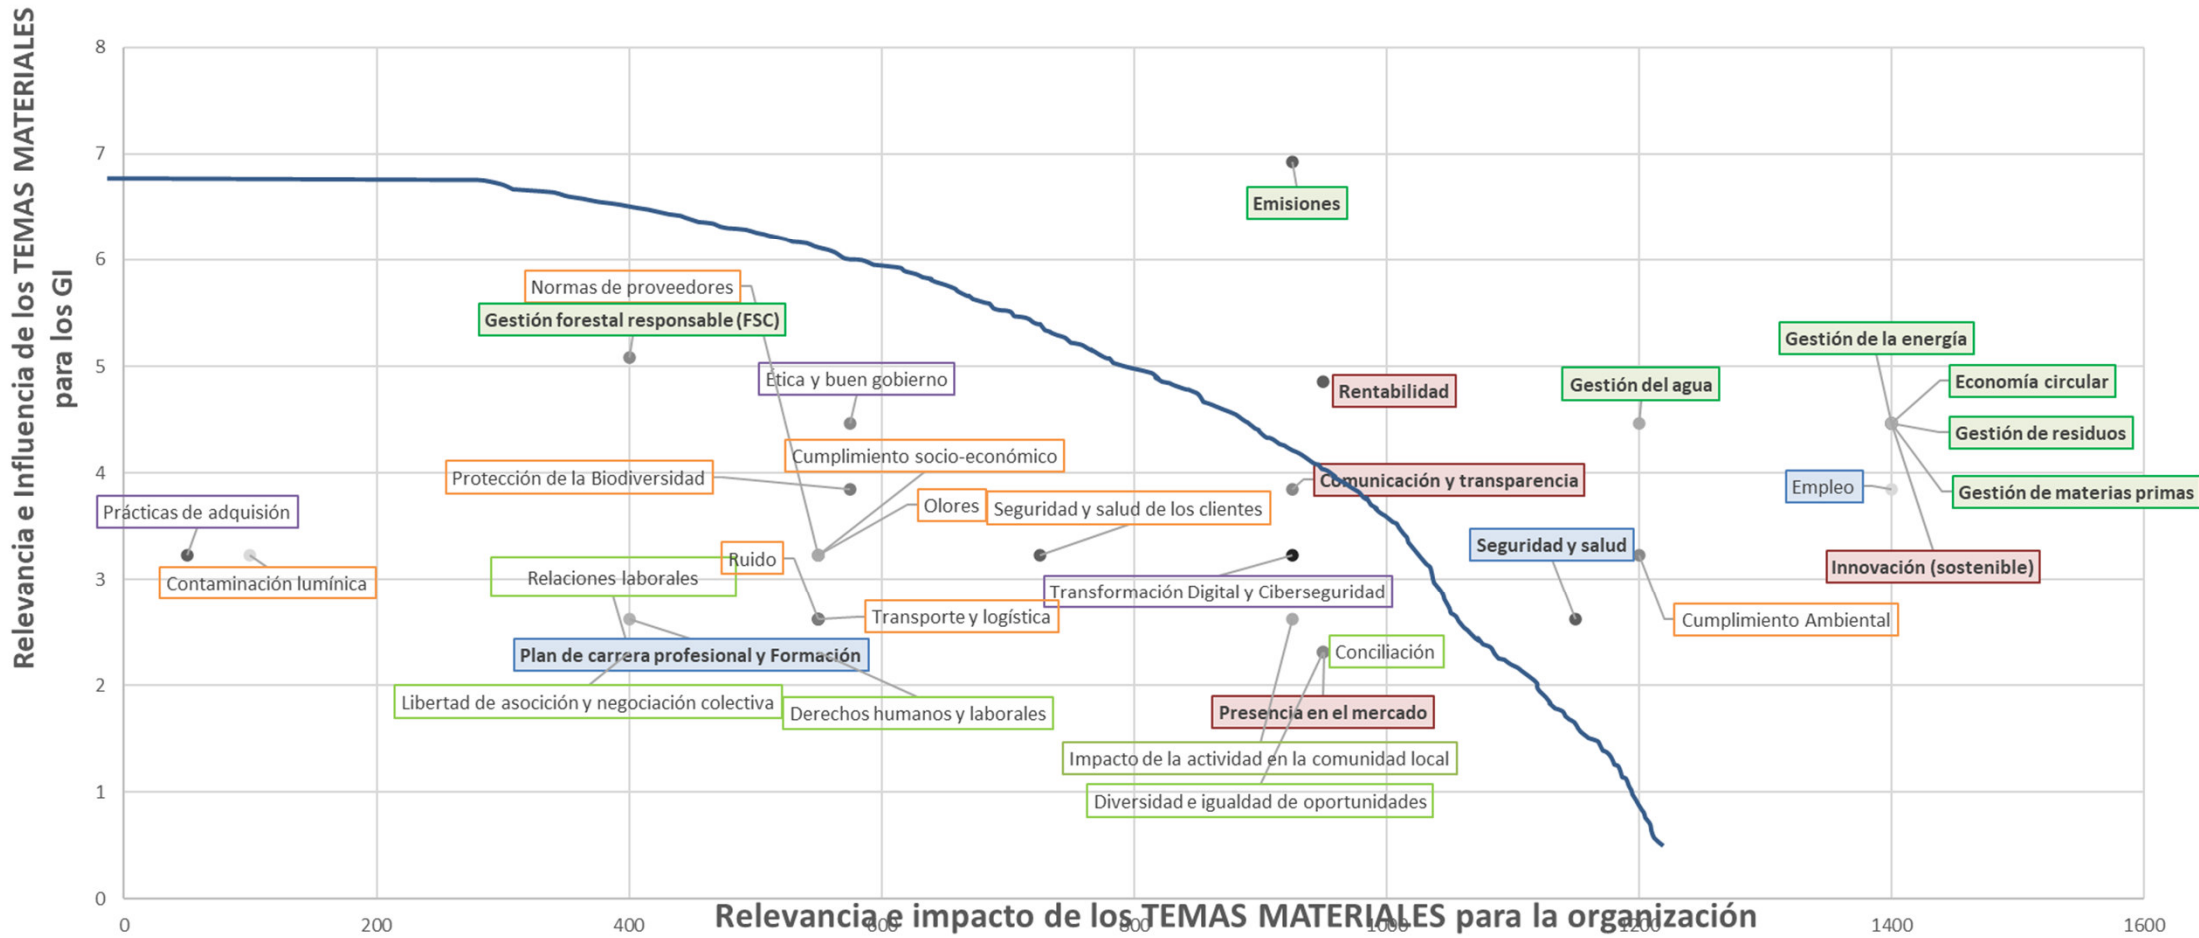 Relevancia e Influencia de los TEMAS MATERIALES
para los GI
8
7
6
5
4
3
2
1
0
Emisiones
Normas de proveedores
Gestión forestal responsable (FSC)
Gestión de la energía
Etica y buen gobierno
Rentabilidad
Gestión del agua
Economía circular
Gestión de residuos
Cumplimiento socio-económico
Protección de la Biodiversidad
Comunicación y transparencia
Empleo
Gestión de materias primas
Prácticas de adquisión
Olores
Seguridad y salud de los clientes
Seguridad y salud
Ruido
Innovación (sostenible)
Contaminación lumínica
Relaciones laborales
Transformación Digital y Ciberseguridad
Transporte y logística
Cumplimiento Ambiental
Plan de carrera profesional y Formación
Conciliación
Libertad de asocición y negociación colectiva
Derechos humanos y laborales
Presencia en el mercado
Impacto de la actividad en la comunidad local
Diversidad e igualdad de oportunidades
0 200 400 600 800 1000 1200 1400 1600
Relevancia e impacto de los TEMAS MATERIALES para la organización